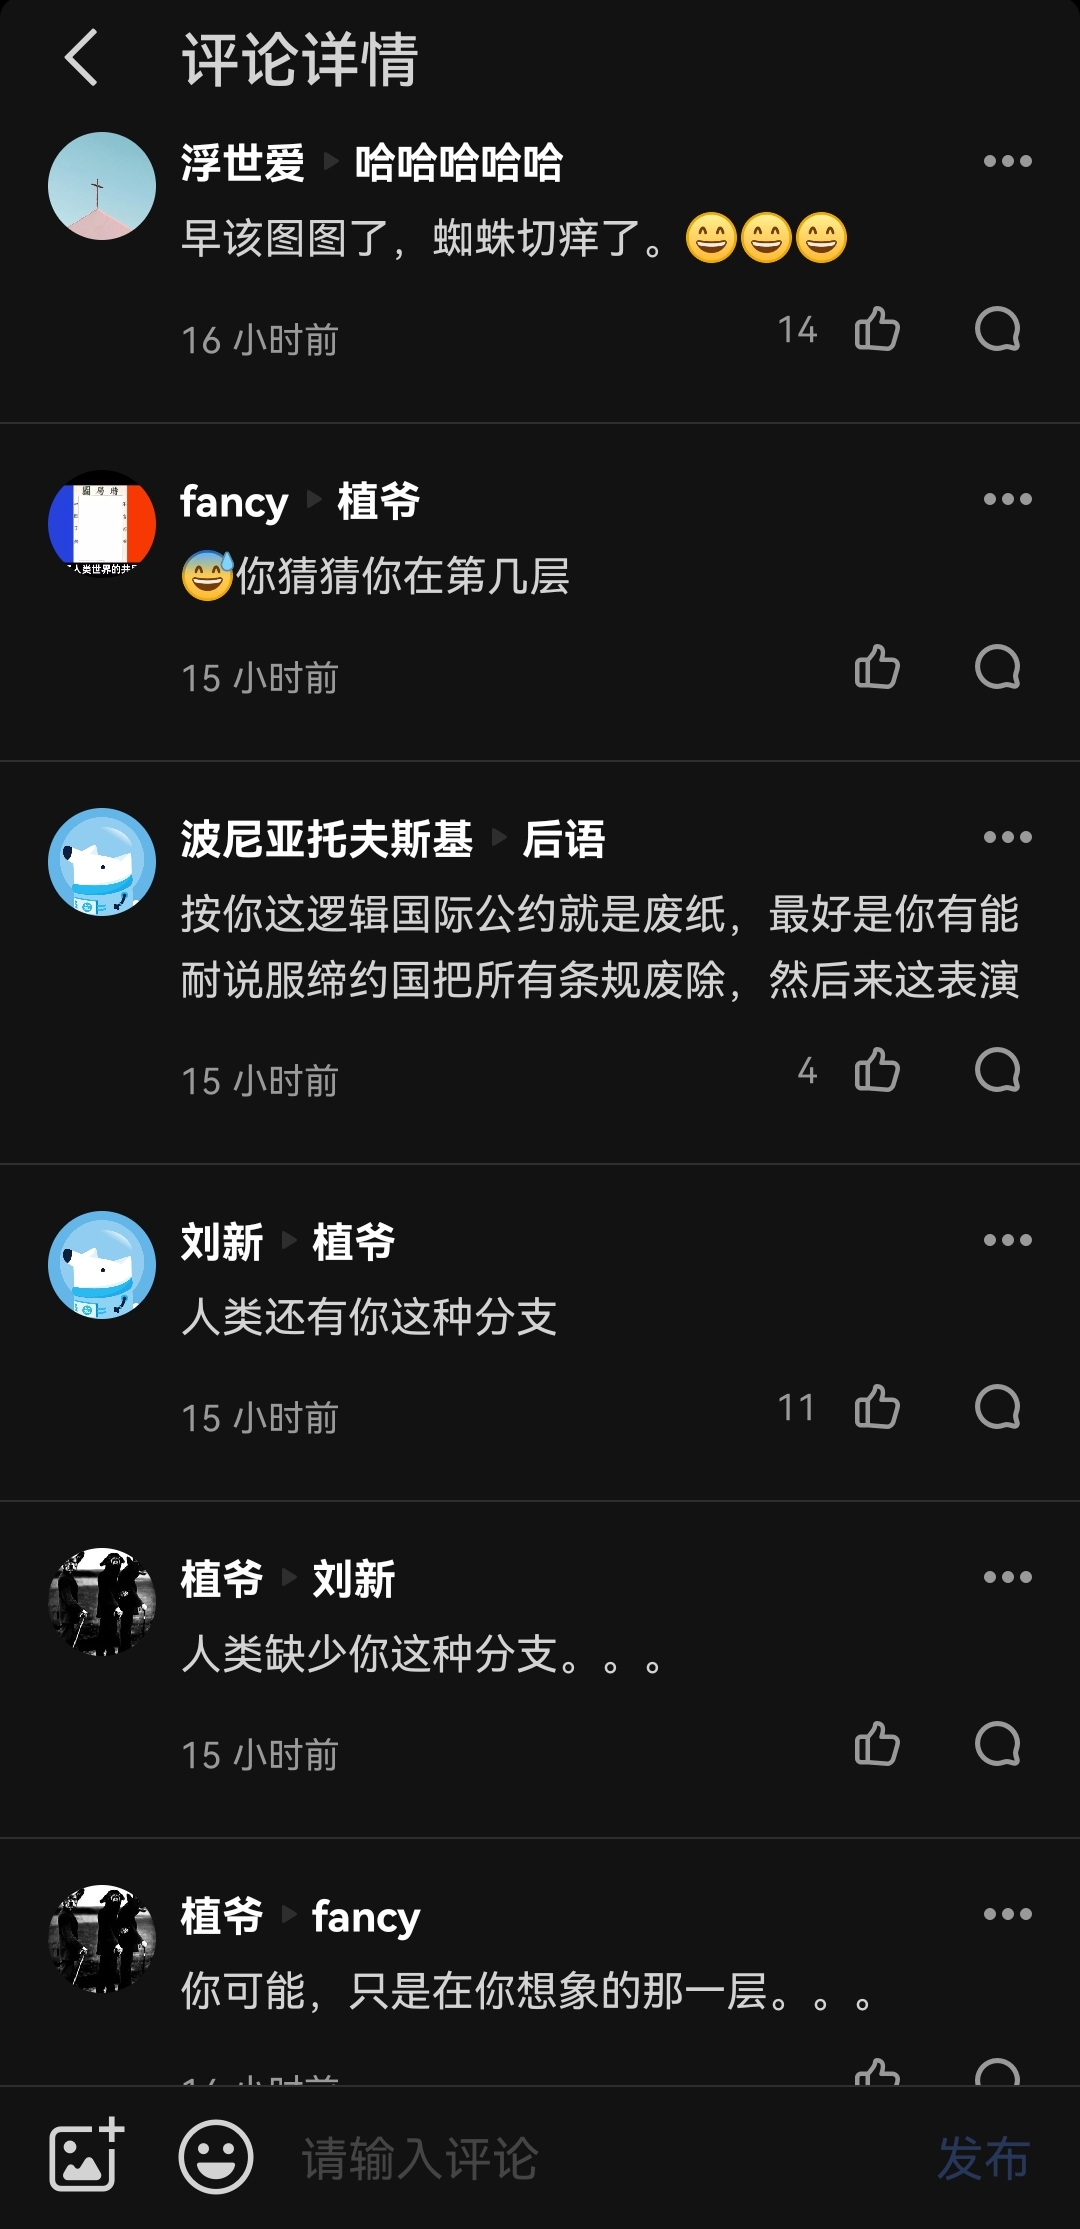 评论详情
浮世爱 哈哈哈哈哈
早该图图了，蜘蛛切痒了。😄😄😄
16 小时前
14
fancy 植爷
😅你猜猜你在第几层
15 小时前
波尼亚托夫斯基 后语
按你这逻辑国际公约就是废纸，最好是你有能
耐说服缔约国把所有条规废除，然后来这表演
15 小时前
4
刘新 植爷
人类还有你这种分支
15 小时前
11
植爷 刘新
人类缺少你这种分支。。。
15 小时前
植爷 fancy
你可能，只是在你想象的那一层。。。
请输入评论
发布